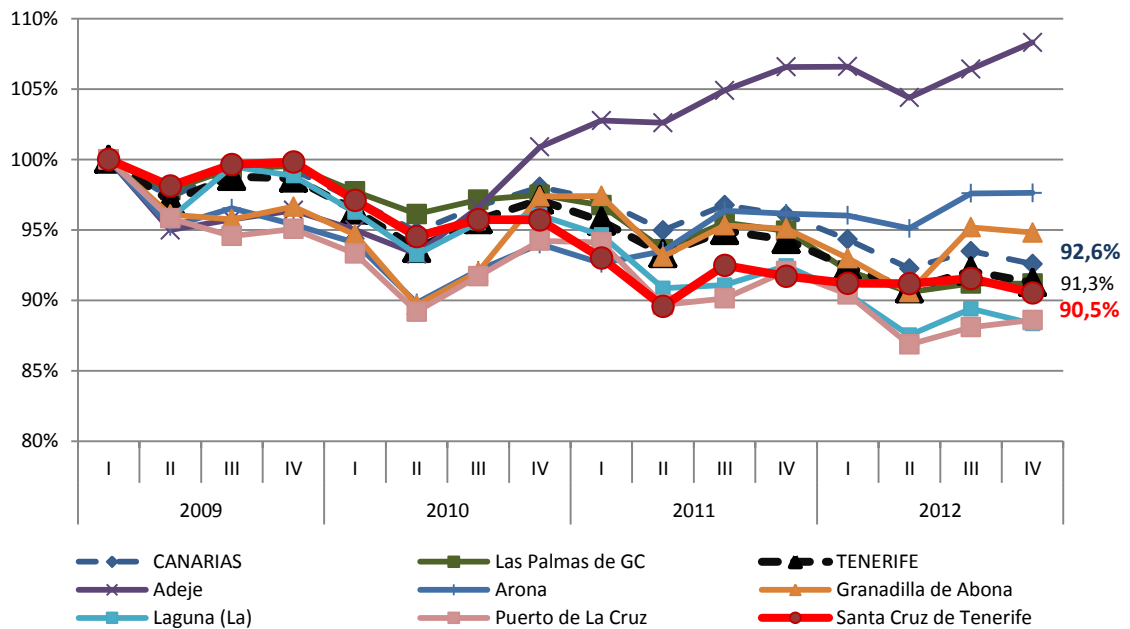 110%
105%
100%
95%
90%
85%
80%
92,6%
91,3%
90,5%
I II III IV I II III IV I II III IV I II III IV
2009 2010 2011 2012
CANARIAS Las Palmas de GC TENERIFE
Adeje Arona Granadilla de Abona
Laguna (La) Puerto de La Cruz Santa Cruz de Tenerife